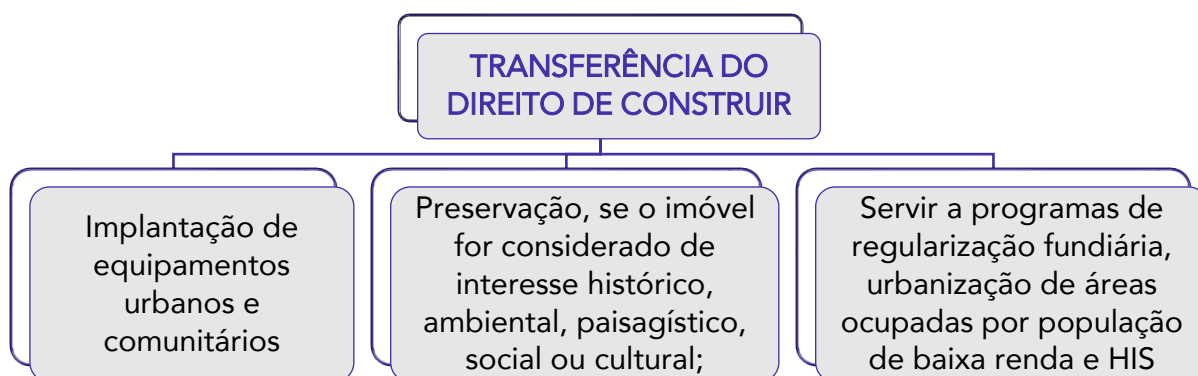 TRANSFERÊNCIA DO
DIREITO DE CONSTRUIR
Implantação de
equipamentos
urbanos e
comunitários
Preservação, se o imóvel
for considerado de
interesse histórico,
ambiental, paisagístico,
social ou cultural;
Servir a programas de
regularização fundiária,
urbanização de áreas
ocupadas por população
de baixa renda e HIS